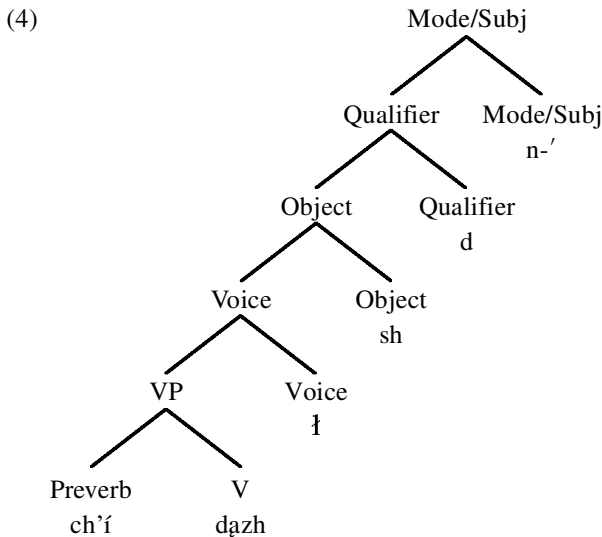 (4) Mode/Subj
Qualifier Mode/Subj
n-′
Object Qualifier
d
Voice Object
sh
VP Voice
ł
Preverb V
ch’í dązh